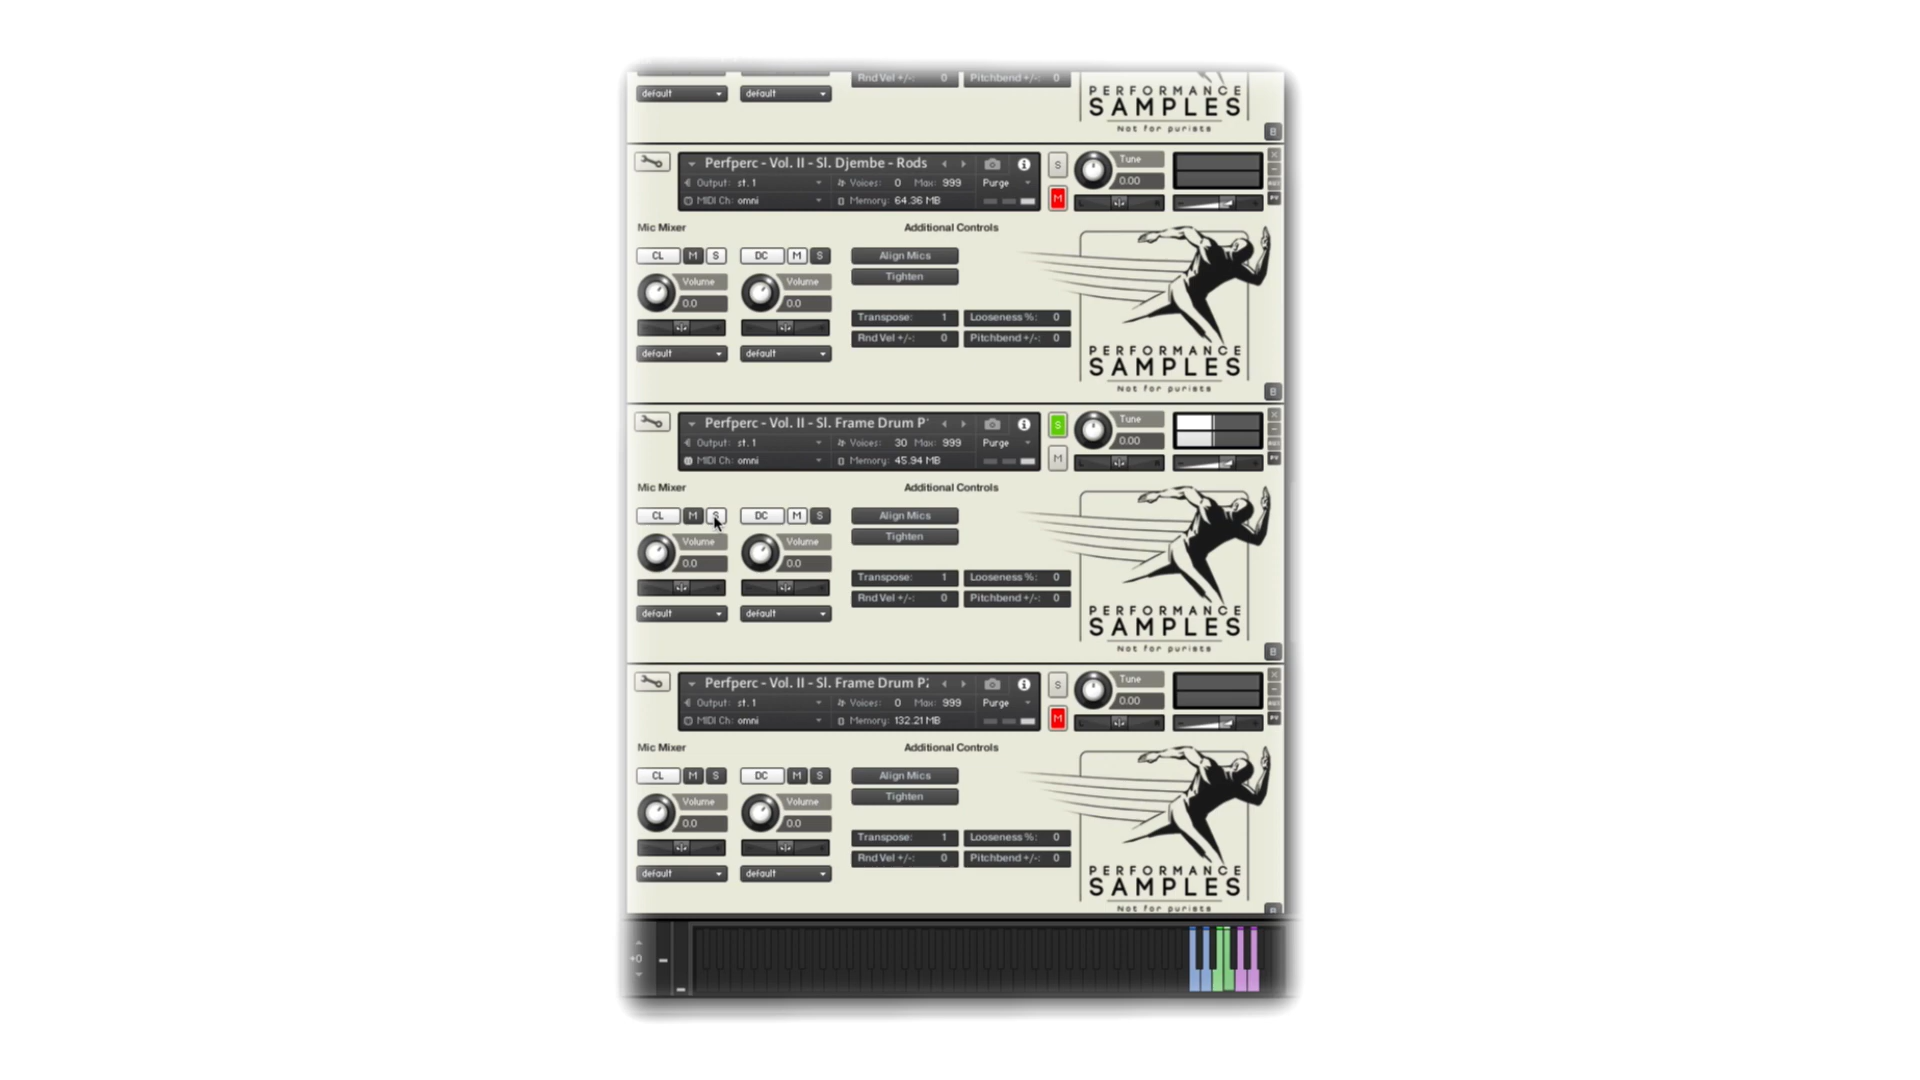 Rnd Vel +/-: 0 Pitchbend +/-: 0
default default
PERFORMANCE
SAMPLES
Not for purists
B
Perfperc - Vol. II - Sl. Djembe - Rods
S Tune
Output: st. 1 Voices: 0 Max: 999 Purge 0.00
MIDI Ch: omni Memory: 64.36 MB M
L R - +
PV
Mic Mixer Additional Controls
CL M S DC M S Align Mics
Tighten
Volume Volume
0.0 0.0
Transpose: 1 Looseness %: 0
Rnd Vel +/-: 0 Pitchbend +/-: 0
default default
PERFORMANCE
SAMPLES
Not for purists
B
Perfperc - Vol. II - Sl. Frame Drum P
S Tune
Output: st. 1 Voices: 30 Max: 999 Purge 0.00
MIDI Ch: omni Memory: 45.94 MB M
L R - +
PV
Mic Mixer Additional Controls
CL M S DC M S Align Mics
Tighten
Volume Volume
0.0 0.0
Transpose: 1 Looseness %: 0
Rnd Vel +/-: 0 Pitchbend +/-: 0
default default
PERFORMANCE
SAMPLES
Not for purists
B
Perfperc - Vol. II - Sl. Frame Drum P
S Tune
Output: st. 1 Voices: 0 Max: 999 Purge 0.00
MIDI Ch: omni Memory: 132.21 MB M
L R - +
PV
Mic Mixer Additional Controls
CL M S DC M S Align Mics
Tighten
Volume Volume
0.0 0.0
Transpose: 1 Looseness %: 0
Rnd Vel +/-: 0 Pitchbend +/-: 0
default default
PERFORMANCE
SAMPLES
Not for purists
B
+0